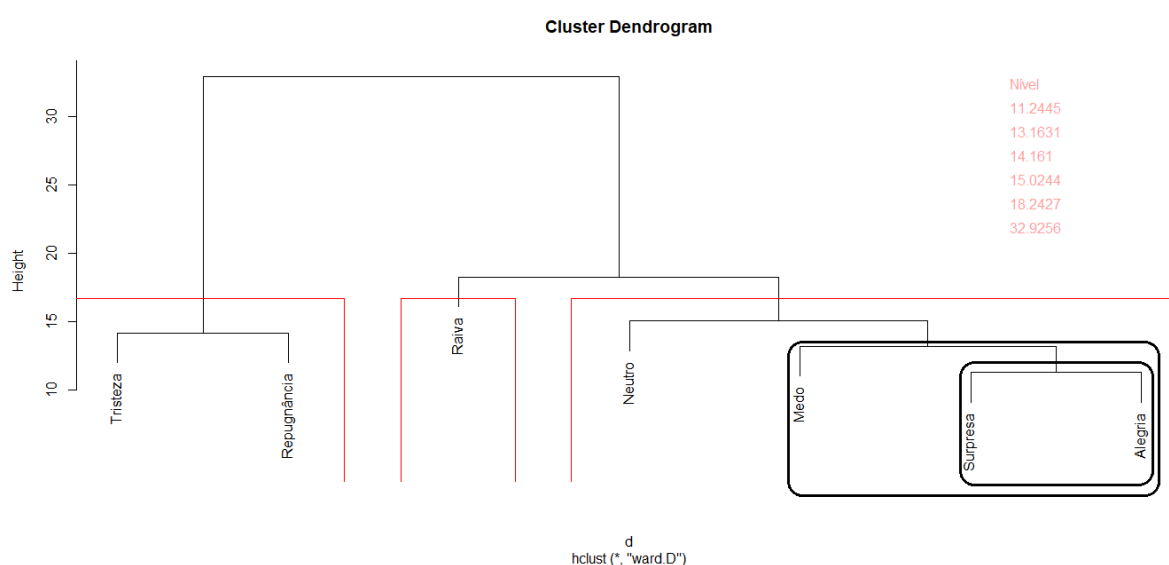 Cluster Dendrogram
Height
30
25
20
15
10
Nível
11.2445
13.1631
14.161
15.0244
18.2427
32.9256
Tristeza
Repugnância
Raiva
Neutro
Medo
Surpresa
Alegria
d
hclust (*, "ward.D")